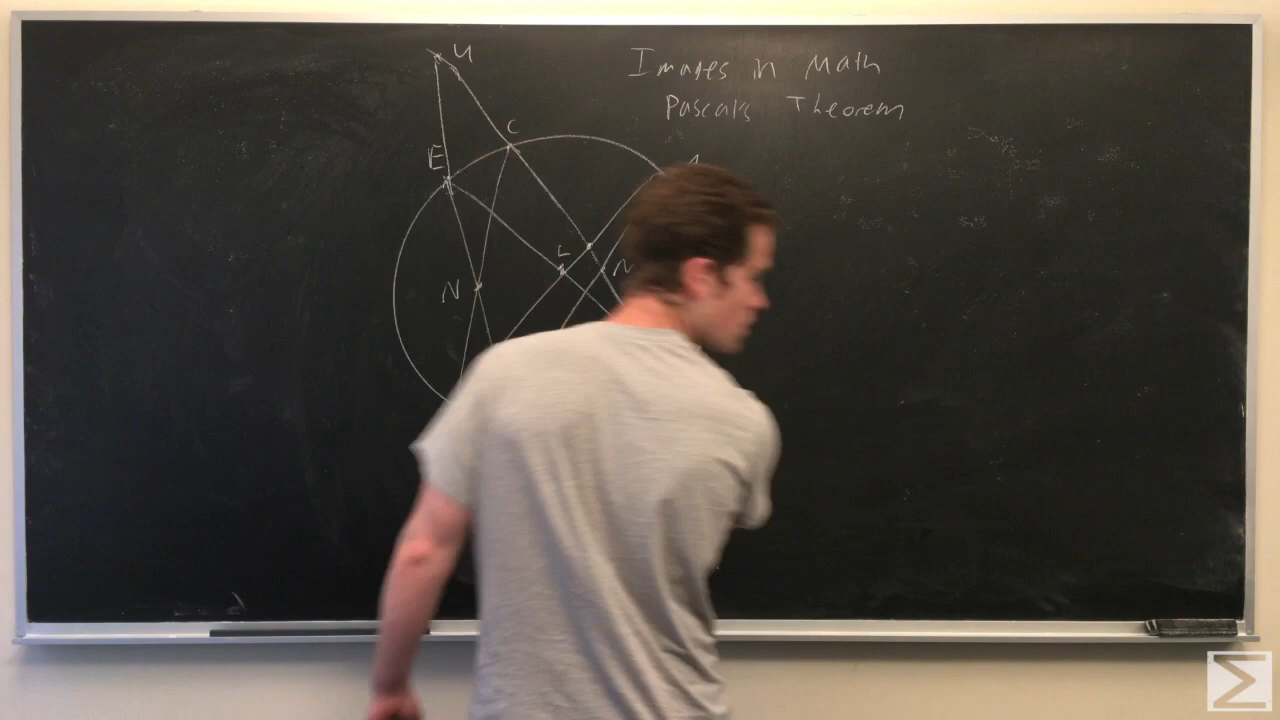 U
Images in Math
Pascals Theorem
C
E
L
N
N
Σ